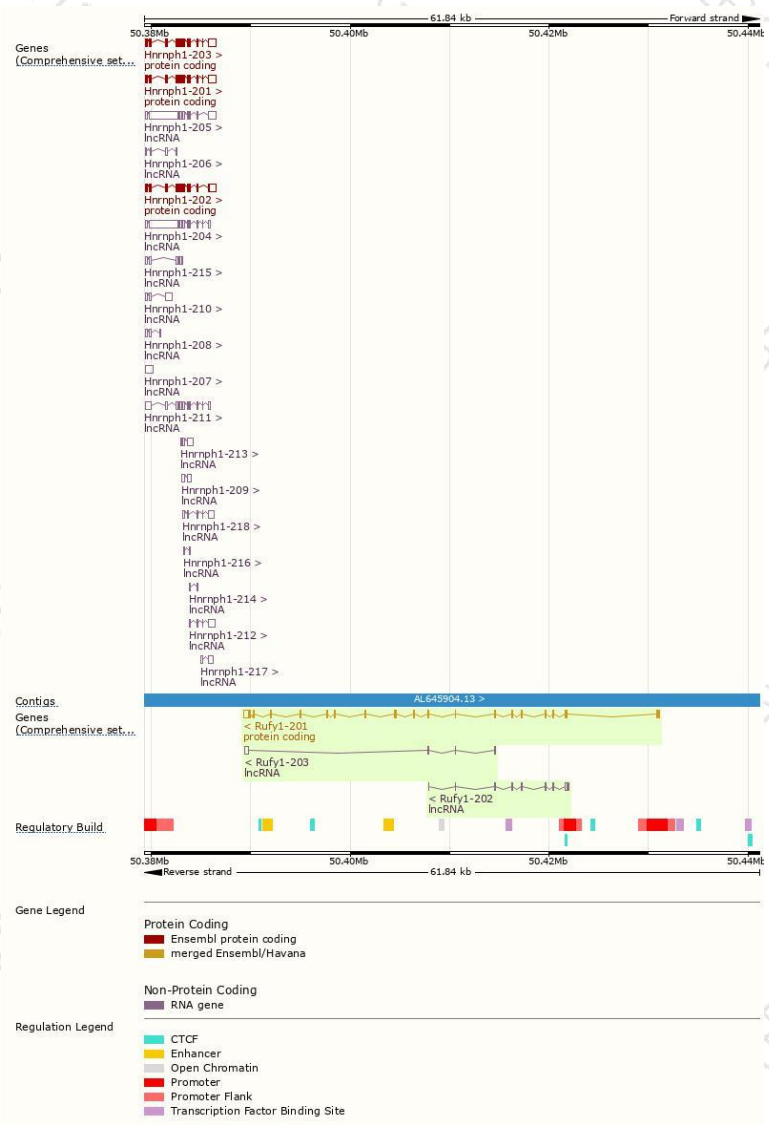 61.84 kb
Forward strand
50.38Mb
50.40Mb
50.42Mb
50.44Mb
Genes
(Comprehensive set...
Hnrnph1-203 >
protein coding
Hnrnph1-201 >
protein coding
Hnrnph1-205 >
lncRNA
Hnrnph1-206 >
lncRNA
Hnrnph1-202 >
protein coding
Hnrnph1-204 >
lncRNA
Hnrnph1-215 >
lncRNA
Hnrnph1-210 >
lncRNA
Hnrnph1-208 >
lncRNA
Hnrnph1-207 >
lncRNA
Hnrnph1-211 >
lncRNA
Hnrnph1-213 >
lncRNA
Hnrnph1-209 >
lncRNA
Hnrnph1-218 >
lncRNA
Hnrnph1-216 >
lncRNA
Hnrnph1-214 >
lncRNA
Hnrnph1-212 >
lncRNA
Hnrnph1-217 >
lncRNA
Contigs
AL645904.13 >
Genes
(Comprehensive set...
< Rufy1-201
protein coding
< Rufy1-203
lncRNA
< Rufy1-202
lncRNA
Regulatory Build
50.38Mb
50.40Mb
50.42Mb
50.44Mb
Reverse strand
61.84 kb
Gene Legend
Protein Coding
Ensembl protein coding
merged Ensembl/Havana
Non-Protein Coding
RNA gene
Regulation Legend
CTCF
Enhancer
Open Chromatin
Promoter
Promoter Flank
Transcription Factor Binding Site